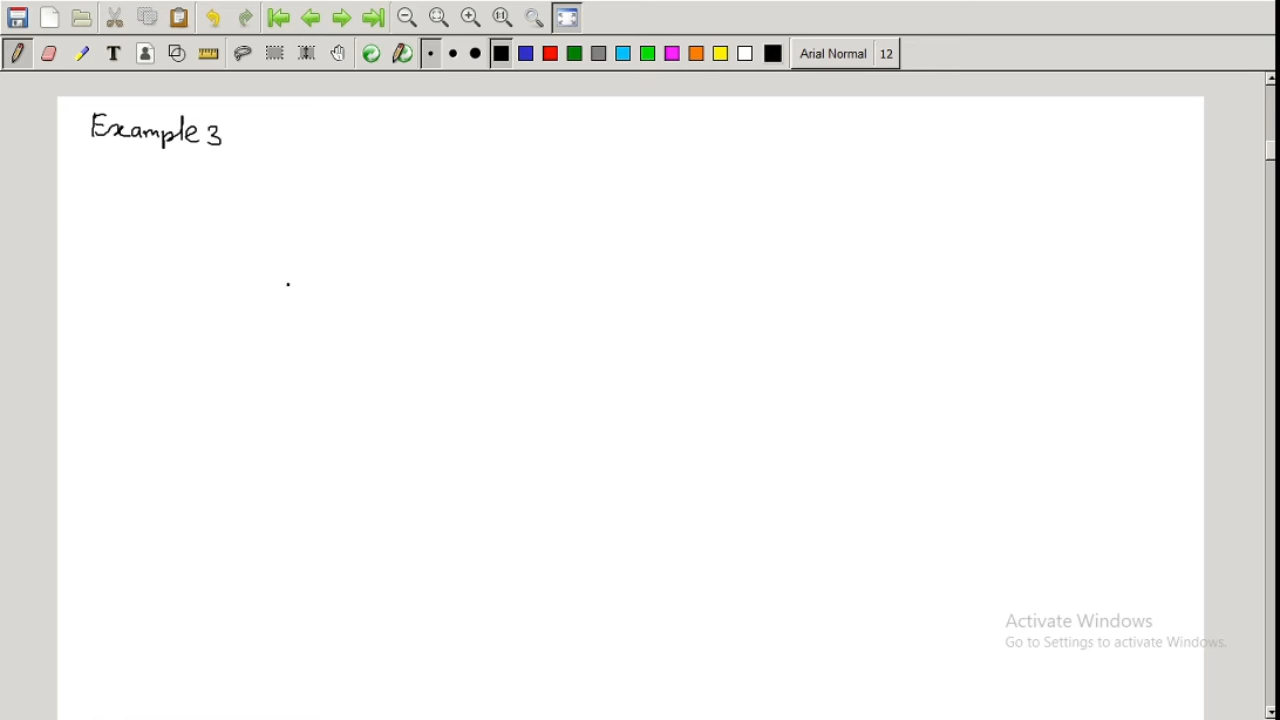 Arial Normal 12
Example 3
Activate Windows
Go to Settings to activate Windows.